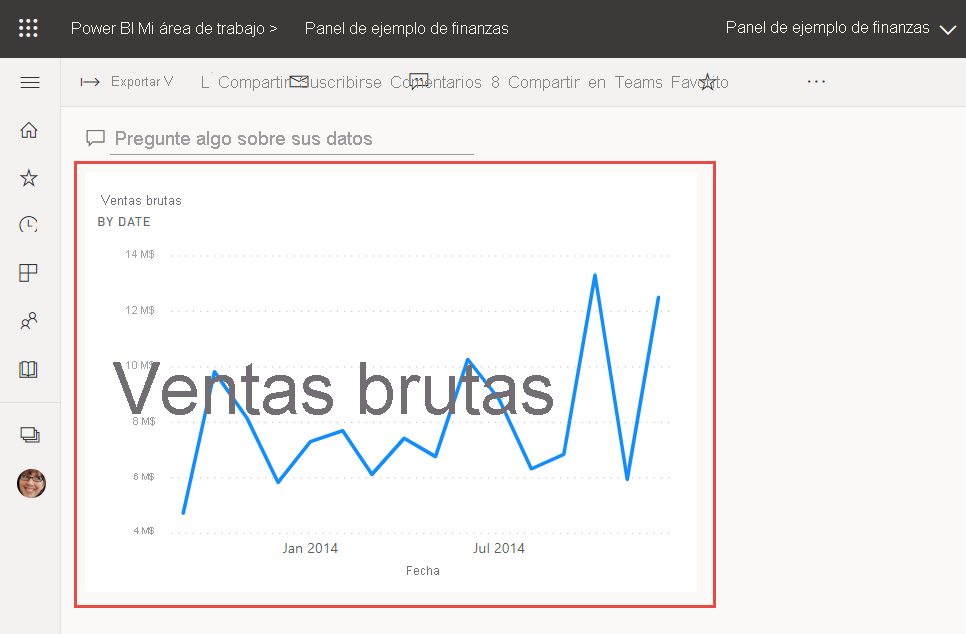 Power BI Mi área de trabajo > Panel de ejemplo de finanzas Panel de ejemplo de finanzas
Exportar V L Compartir Suscribirse Comentarios 8 Compartir en Teams Favorito ...
Pregunte algo sobre sus datos
Ventas brutas
BY DATE
14 M$
12 M$
10 M$
Ventas brutas
8 M$
6 M$
4 M$
Jan 2014 Jul 2014
Fecha